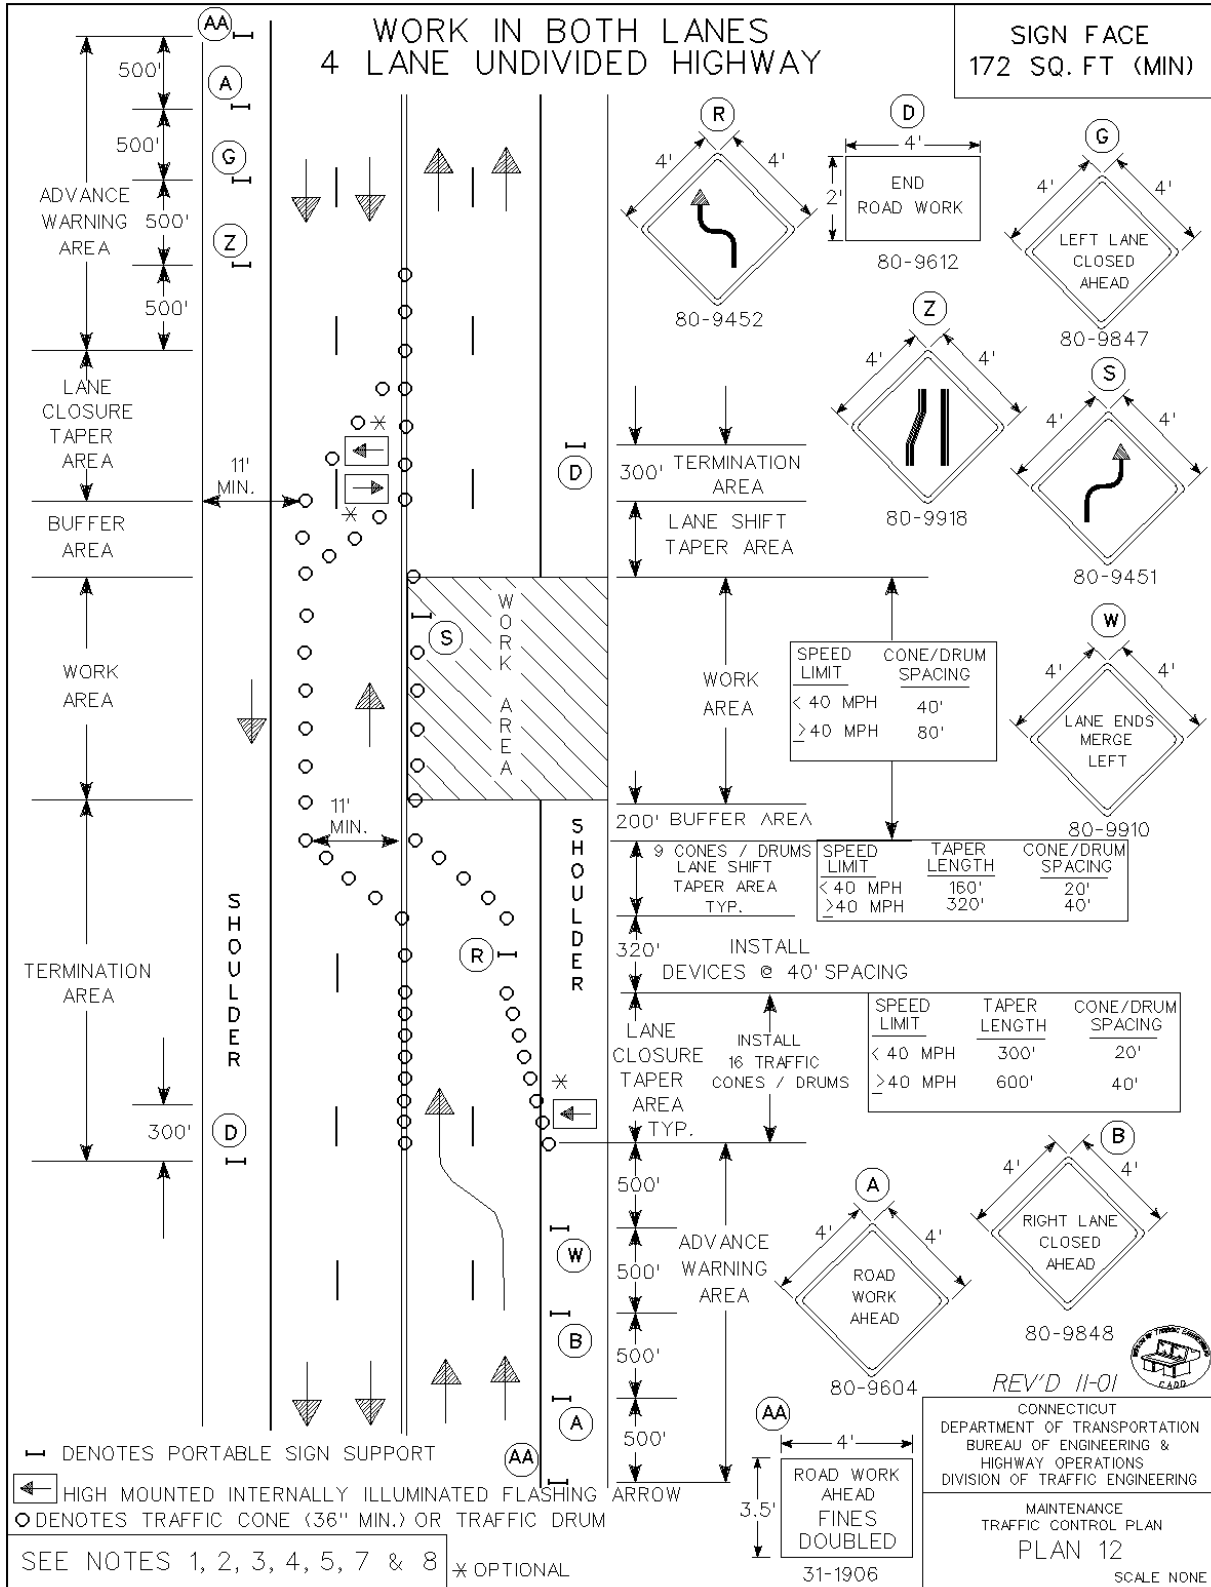 WORK IN BOTH LANES
4 LANE UNDIVIDED HIGHWAY
SIGN FACE
172 SQ. FT (MIN)
AA
500'
A
500'
G
500'
Z
500'
ADVANCE
WARNING
AREA
LANE
CLOSURE
TAPER
AREA
11'
MIN.
BUFFER
AREA
WORK
AREA
TERMINATION
AREA
300'
D
SHOULDER
R
4'
4'
80-9452
D
4'
2'
END
ROAD WORK
80-9612
G
4'
4'
LEFT LANE
CLOSED
AHEAD
80-9847
Z
4'
4'
80-9918
S
4'
4'
80-9451
W
4'
4'
LANE ENDS
MERGE
LEFT
80-9910
D
300' TERMINATION
AREA
LANE SHIFT
TAPER AREA
WORK AREA
S
WORK
AREA
SPEED LIMIT CONE/DRUM SPACING
< 40 MPH 40'
≥40 MPH 80'
11'
MIN.
200' BUFFER AREA
SHOULDER
9 CONES / DRUMS
LANE SHIFT
TAPER AREA
TYP.
SPEED LIMIT TAPER LENGTH CONE/DRUM SPACING
< 40 MPH 160' 20'
≥40 MPH 320' 40'
R
320' INSTALL
DEVICES @ 40' SPACING
LANE
CLOSURE
TAPER
AREA
TYP.
INSTALL
16 TRAFFIC
CONES / DRUMS
SPEED LIMIT TAPER LENGTH CONE/DRUM SPACING
< 40 MPH 300' 20'
≥40 MPH 600' 40'
500'
W
500'
B
500'
A
500'
AA
ADVANCE
WARNING
AREA
A
4'
4'
ROAD
WORK
AHEAD
80-9604
B
4'
4'
RIGHT LANE
CLOSED
AHEAD
80-9848
AA
4'
3.5'
ROAD WORK
AHEAD
FINES
DOUBLED
31-1906
CADD
REV'D 11-01
CONNECTICUT
DEPARTMENT OF TRANSPORTATION
BUREAU OF ENGINEERING &
HIGHWAY OPERATIONS
DIVISION OF TRAFFIC ENGINEERING
MAINTENANCE
TRAFFIC CONTROL PLAN
PLAN 12
SCALE NONE
DENOTES PORTABLE SIGN SUPPORT
HIGH MOUNTED INTERNALLY ILLUMINATED FLASHING ARROW
DENOTES TRAFFIC CONE (36" MIN.) OR TRAFFIC DRUM
SEE NOTES 1, 2, 3, 4, 5, 7 & 8
* OPTIONAL